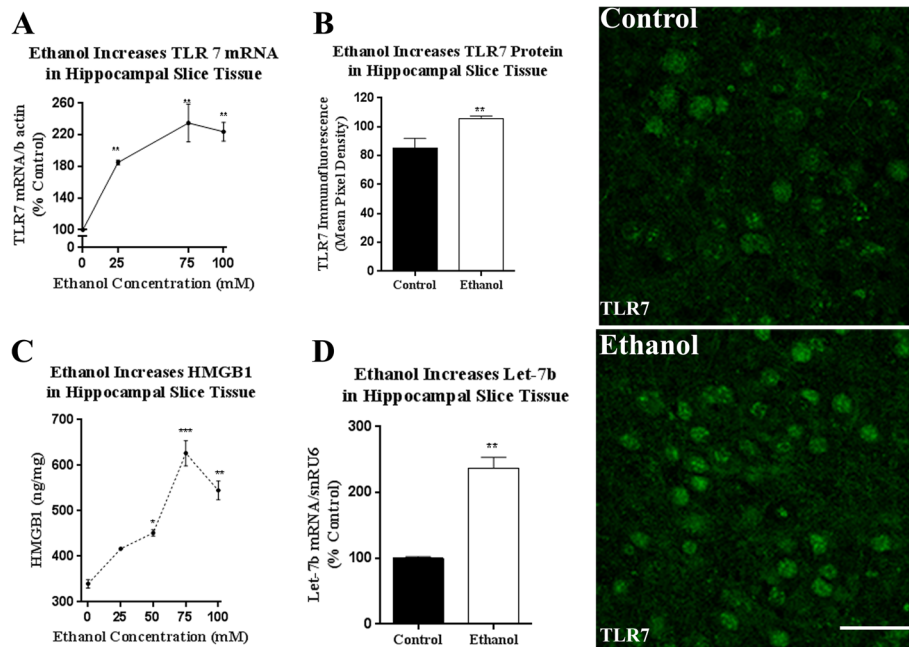 A
Ethanol Increases TLR 7 mRNA
in Hippocampal Slice Tissue
TLR7 mRNA/b actin
(% Control)
260
220
180
140
100
0
**
**
**
0 25 75 100
Ethanol Concentration (mM)
B
Ethanol Increases TLR7 Protein
in Hippocampal Slice Tissue
TLR7 Immunofluorescence
(Mean Pixel Density)
120
100
80
60
40
20
0
**
Control Ethanol
Control
TLR7
C
Ethanol Increases HMGB1
in Hippocampal Slice Tissue
HMGB1 (ng/mg)
700
600
500
400
300
***
**
*
0 25 50 75 100
Ethanol Concentration (mM)
D
Ethanol Increases Let-7b
in Hippocampal Slice Tissue
Let-7b mRNA/snRU6
(% Control)
300
200
100
0
**
Control Ethanol
Ethanol
TLR7